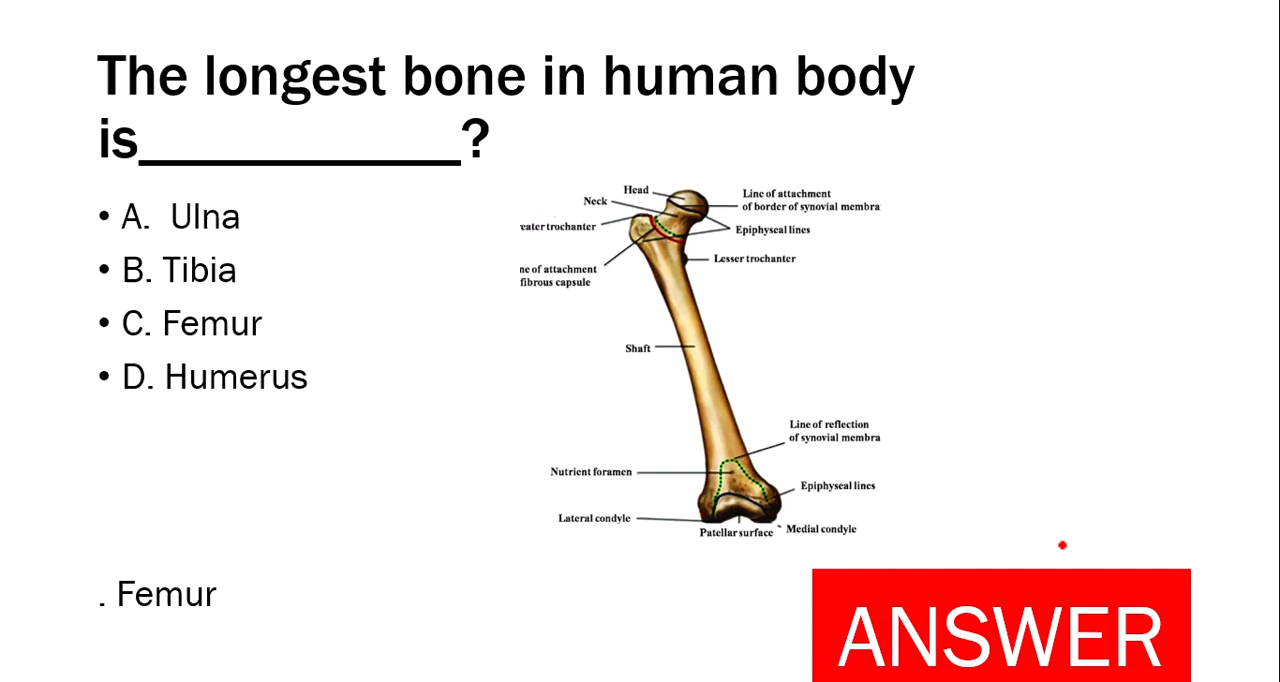 The longest bone in human body
is____________?
• A.  Ulna
• B. Tibia
• C. Femur
• D. Humerus
Head
Neck
eater trochanter
ne of attachment
fibrous capsule
Line of attachment
of border of synovial membra
Epiphyseal lines
Lesser trochanter
Shaft
Line of reflection
of synovial membra
Nutrient foramen
Epiphyseal lines
Lateral condyle
Patellar surface
Medial condyle
. Femur
ANSWER